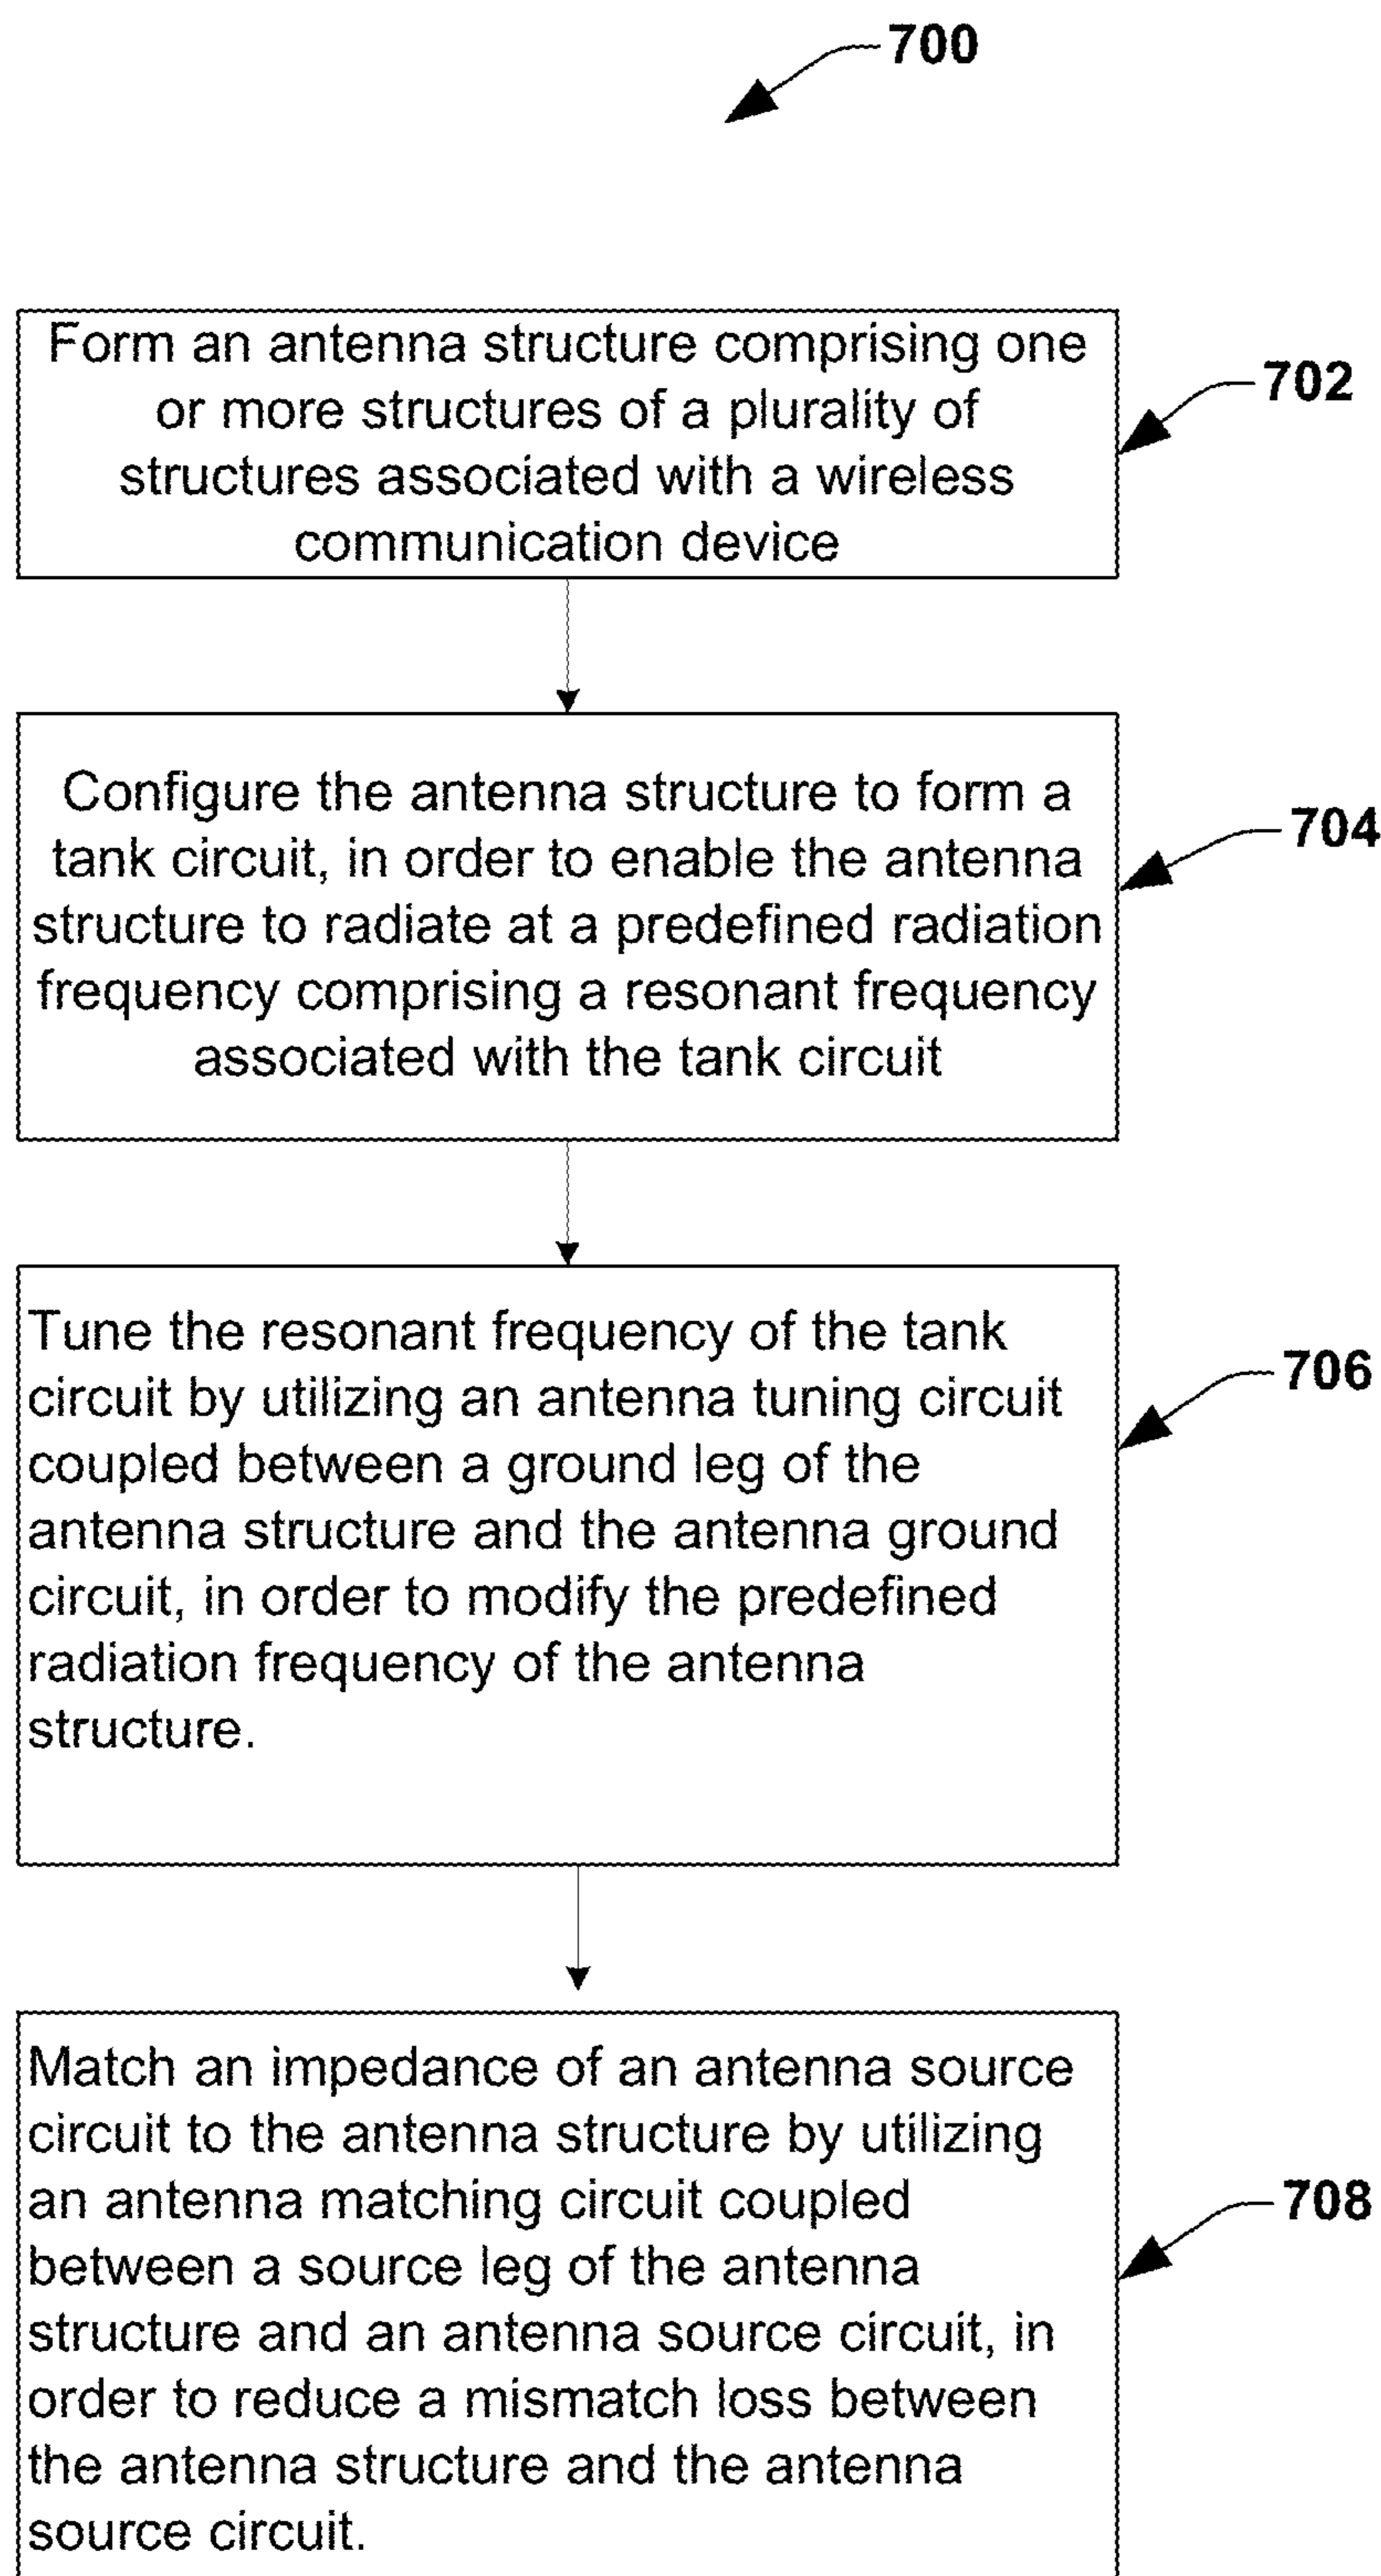 700
Form an antenna structure comprising one
or more structures of a plurality of
structures associated with a wireless
communication device
702
Configure the antenna structure to form a
tank circuit, in order to enable the antenna
structure to radiate at a predefined radiation
frequency comprising a resonant frequency
associated with the tank circuit
704
Tune the resonant frequency of the tank
circuit by utilizing an antenna tuning circuit
coupled between a ground leg of the
antenna structure and the antenna ground
circuit, in order to modify the predefined
radiation frequency of the antenna
structure.
706
Match an impedance of an antenna source
circuit to the antenna structure by utilizing
an antenna matching circuit coupled
between a source leg of the antenna
structure and an antenna source circuit, in
order to reduce a mismatch loss between
the antenna structure and the antenna
source circuit.
708